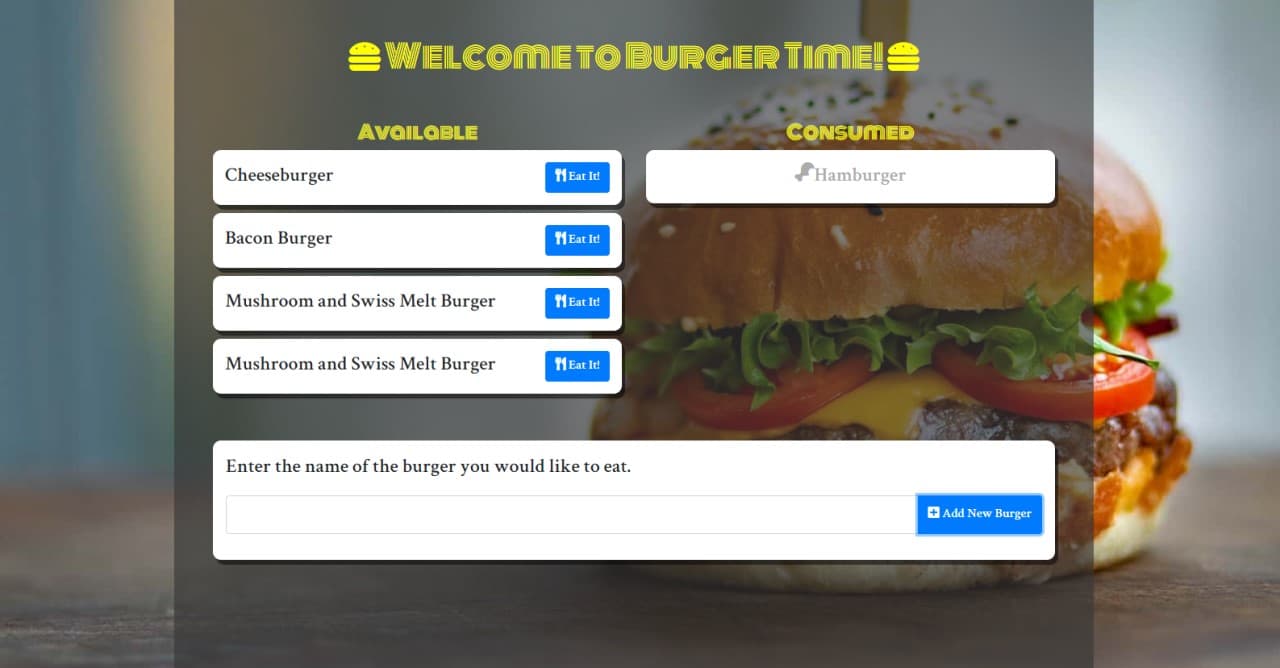 Welcome to Burger Time!
Available
Cheeseburger Eat It!
Bacon Burger Eat It!
Mushroom and Swiss Melt Burger Eat It!
Mushroom and Swiss Melt Burger Eat It!
Consumed
Hamburger
Enter the name of the burger you would like to eat.
Add New Burger